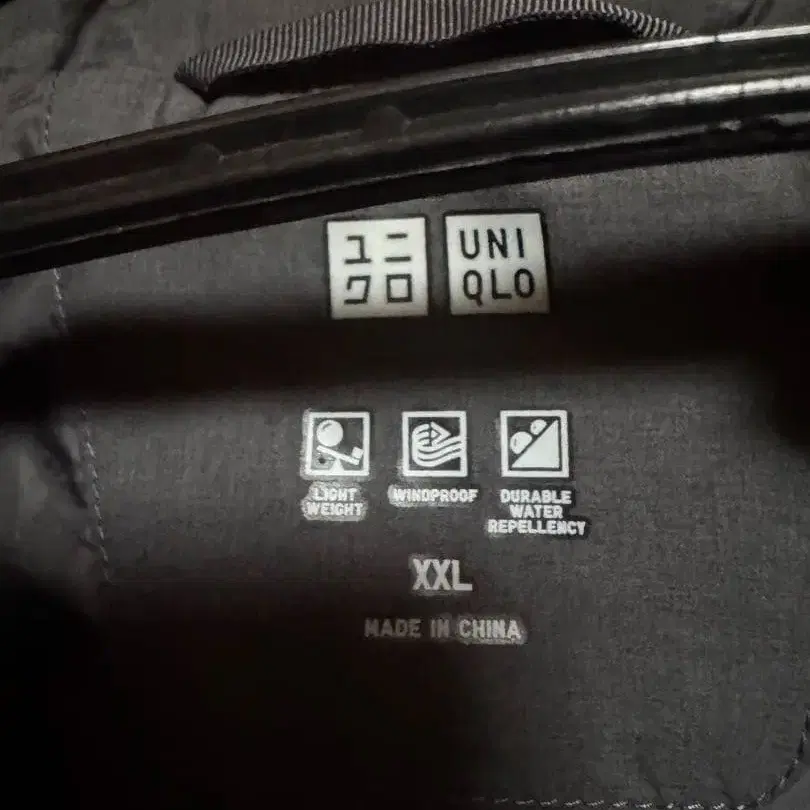 ユニ
クロ
UNI
QLO
LIGHT
WEIGHT
WINDPROOF
DURABLE
WATER
REPELLENCY
XXL
MADE IN CHINA